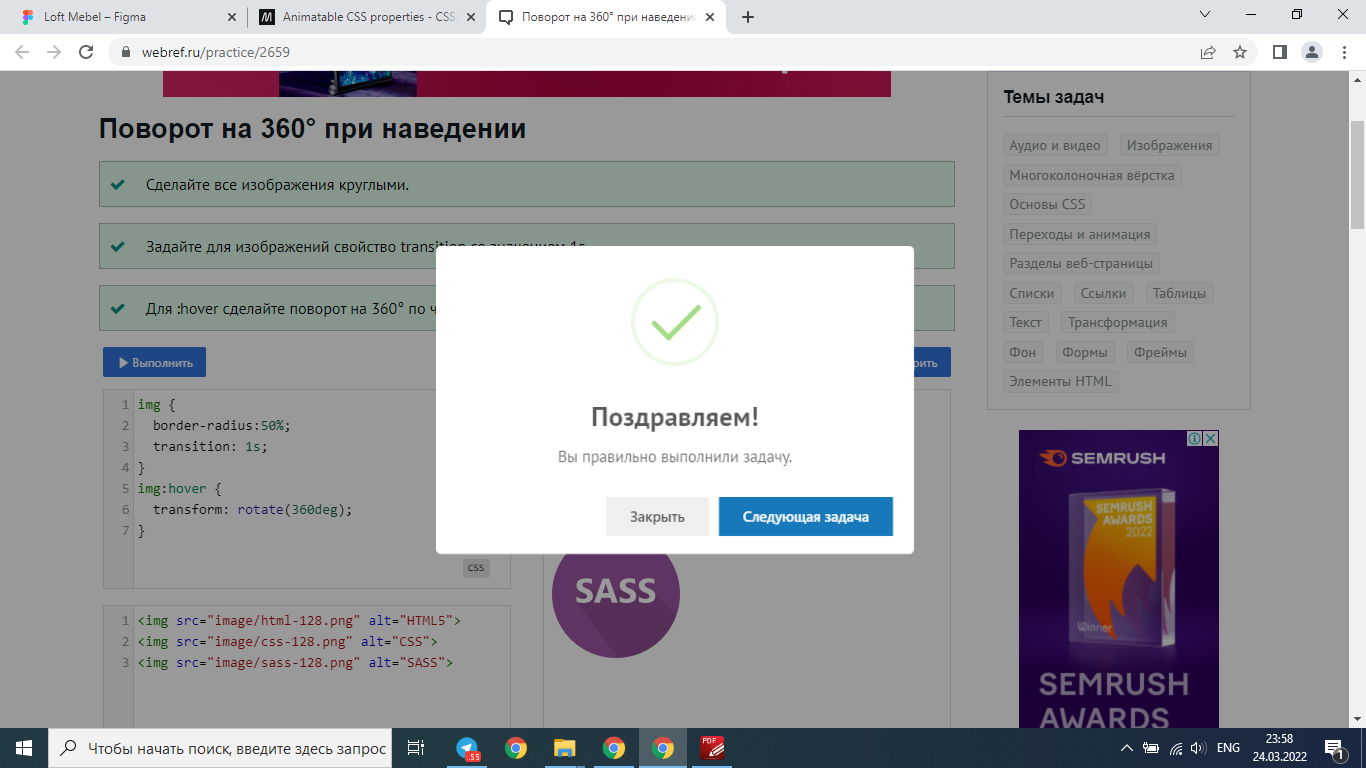 Loft Mebel – Figma
Animatable CSS properties - CSS
Поворот на 360° при наведени
webref.ru/practice/2659
Поворот на 360° при наведении
Сделайте все изображения круглыми.
Задайте для изображений свойство transition со значением 1s.
Для :hover сделайте поворот на 360° по ч
Выполнить
рить
1 img {
2 border-radius:50%;
3 transition: 1s;
4 }
5 img:hover {
6 transform: rotate(360deg);
7 }
css
1 <img src="image/html-128.png" alt="HTML5">
2 <img src="image/css-128.png" alt="CSS">
3 <img src="image/sass-128.png" alt="SASS">
SASS
Поздравляем!
Вы правильно выполнили задачу.
Закрыть
Следующая задача
Темы задач
Аудио и видео Изображения
Многоколоночная вёрстка
Основы CSS
Переходы и анимация
Разделы веб-страницы
Списки Ссылки Таблицы
Текст Трансформация
Фон Формы Фреймы
Элементы HTML
SEMRUSH
SEMRUSH
AWARDS
2022
Winner
SEMRUSH
AWARDS
Чтобы начать поиск, введите здесь запрос
55
PDF
ENG
23:58
24.03.2022
1